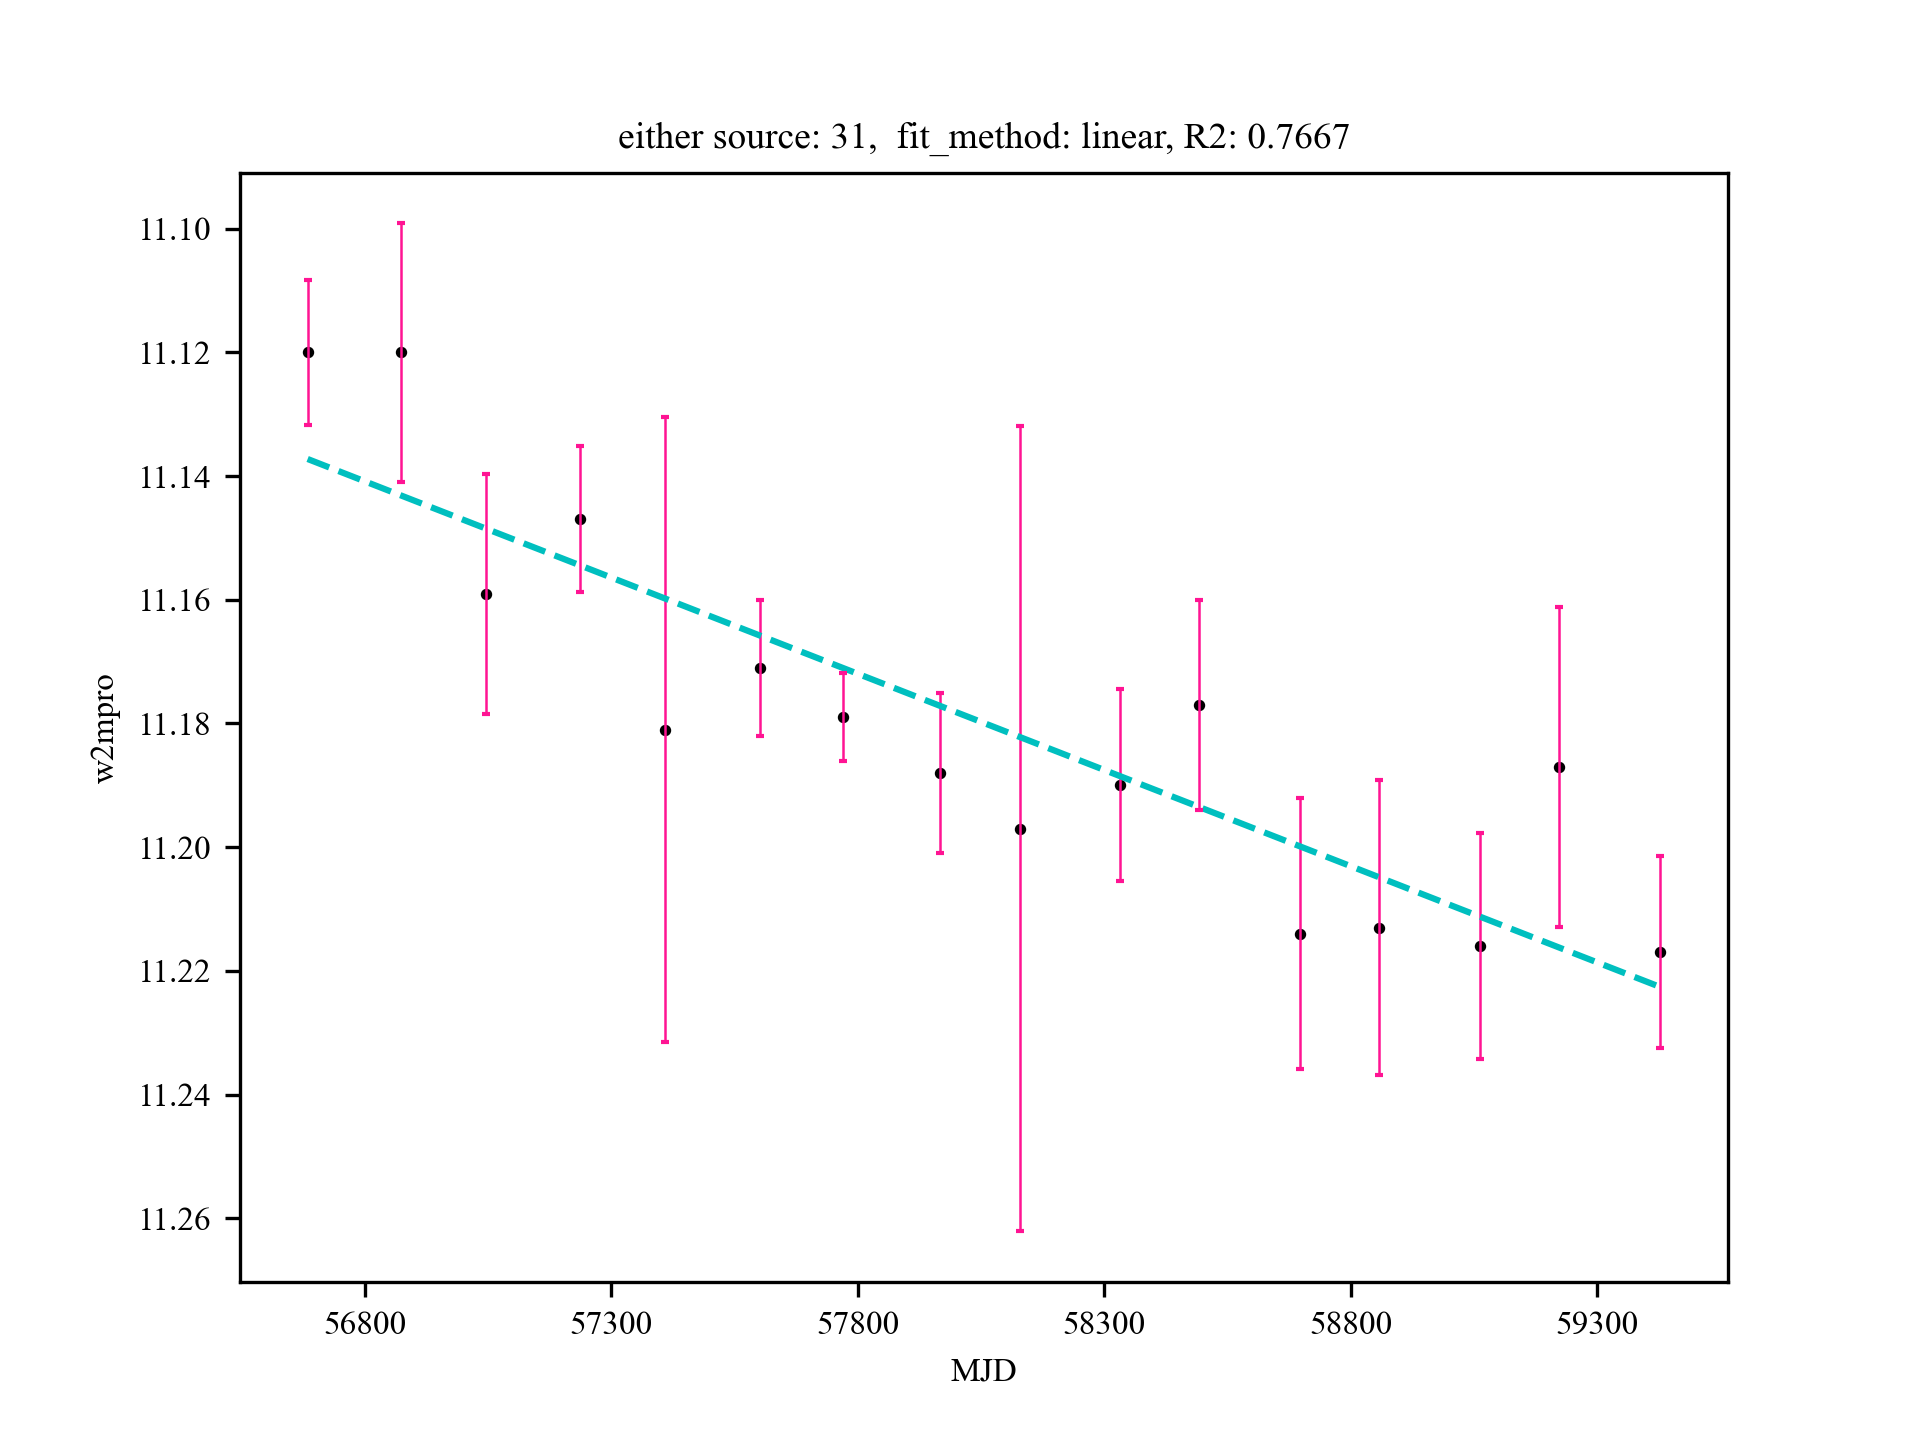 either source: 31,  fit_method: linear, R2: 0.7667
11.10
11.12
11.14
11.16
11.18
11.20
11.22
11.24
11.26
w2mpro
56800 57300 57800 58300 58800 59300
MJD